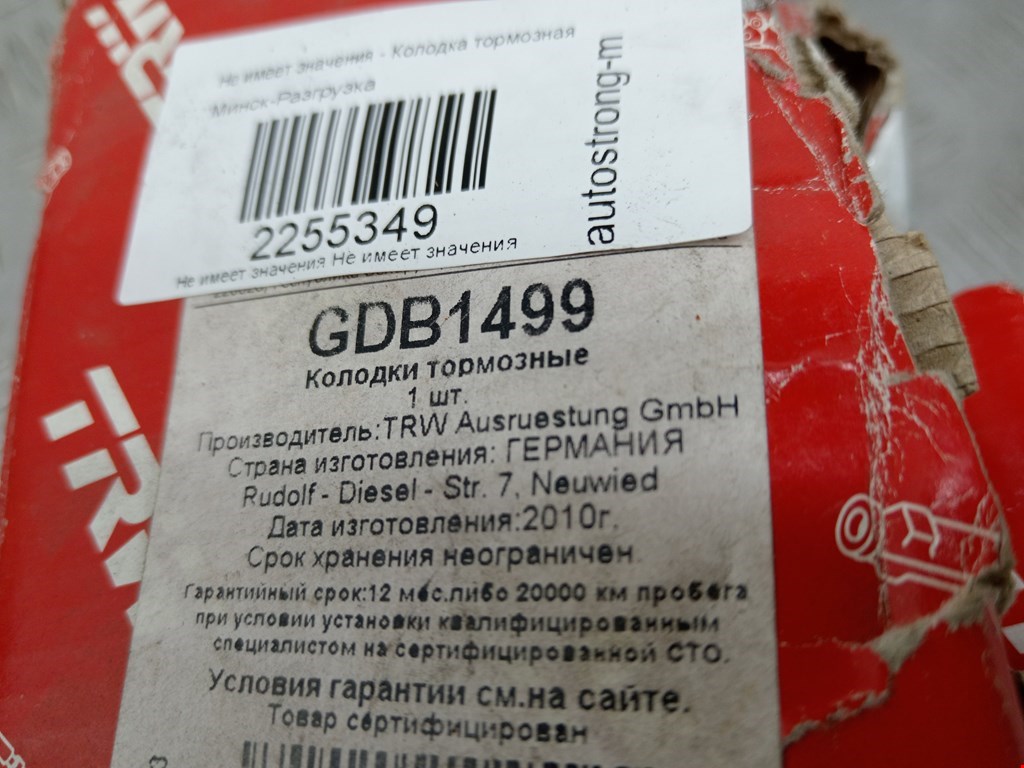 Не имеет значения - Колодка тормозная
Минск-Разгрузка
autostrong-m
2255349
Не имеет значения Не имеет значения
GDB1499
Колодки тормозные
1 шт.
Производитель:TRW Ausruestung GmbH
Страна изготовления: ГЕРМАНИЯ
Rudolf - Diesel - Str. 7, Neuwied
Дата изготовления:2010г.
Срок хранения неограничен
Гарантийный срок:12 мес.либо 20000 км пробега
при условии установки квалифицированным
специалистом на сертифицированной СТО.
Условия гарантии см.на сайте.
Товар сертифицирован
TRW